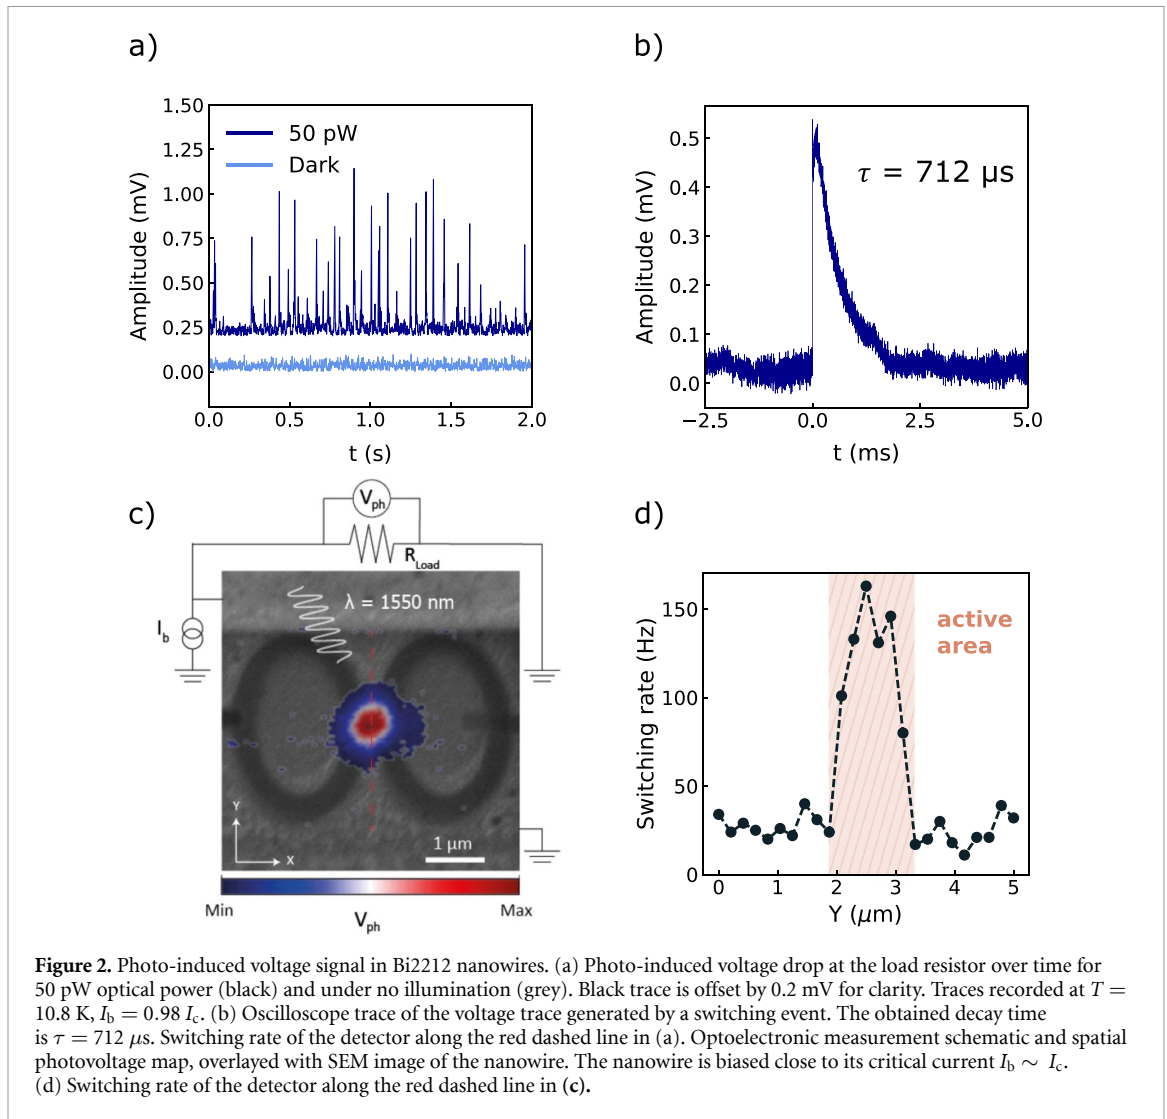 a)
1.50
1.25
1.00
0.75
0.50
0.25
0.00
Amplitude (mV)
50 pW
Dark
0.0 0.5 1.0 1.5 2.0
t (s)
b)
0.5
0.4
0.3
0.2
0.1
0.0
Amplitude (mV)
τ = 712 μs
−2.5 0.0 2.5 5.0
t (ms)
c)
V_ph
R_Load
I_b
λ = 1550 nm
Y
X
1 μm
Min Max
V_ph
d)
150
100
50
0
Switching rate (Hz)
active
area
0 1 2 3 4 5
Y (μm)
Figure 2. Photo-induced voltage signal in Bi2212 nanowires. (a) Photo-induced voltage drop at the load resistor over time for
50 pW optical power (black) and under no illumination (grey). Black trace is offset by 0.2 mV for clarity. Traces recorded at T =
10.8 K, I_b = 0.98 I_c. (b) Oscilloscope trace of the voltage trace generated by a switching event. The obtained decay time
is τ = 712 μs. Switching rate of the detector along the red dashed line in (a). Optoelectronic measurement schematic and spatial
photovoltage map, overlayed with SEM image of the nanowire. The nanowire is biased close to its critical current I_b ∼ I_c.
(d) Switching rate of the detector along the red dashed line in (c).